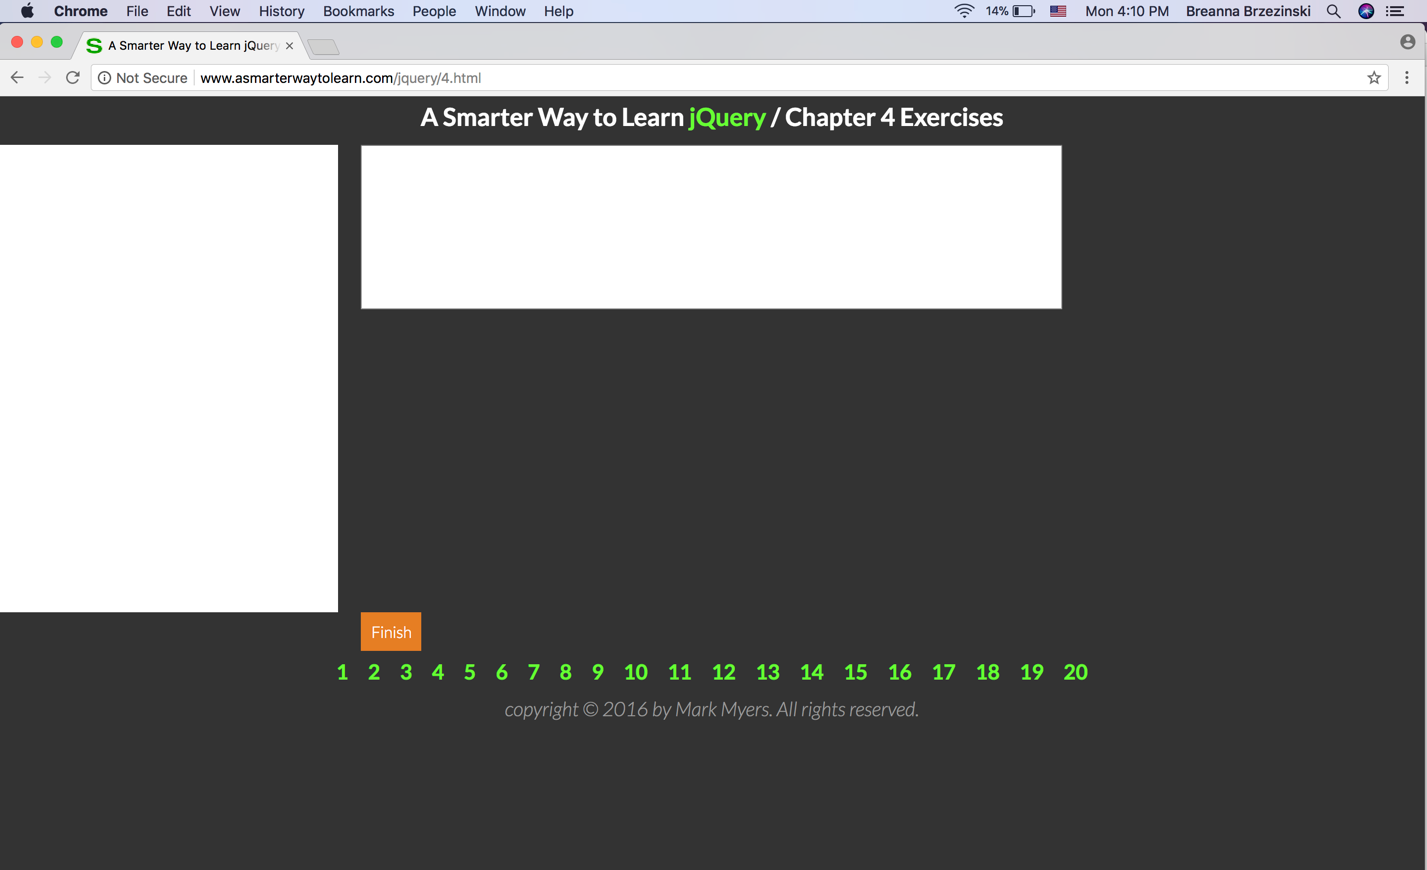 Chrome File Edit View History Bookmarks People Window Help 14% Mon 4:10 PM Breanna Brzezinski
S A Smarter Way to Learn jQuery
Not Secure www.asmarterwaytolearn.com/jquery/4.html
A Smarter Way to Learn jQuery / Chapter 4 Exercises
Finish
1 2 3 4 5 6 7 8 9 10 11 12 13 14 15 16 17 18 19 20
copyright © 2016 by Mark Myers. All rights reserved.